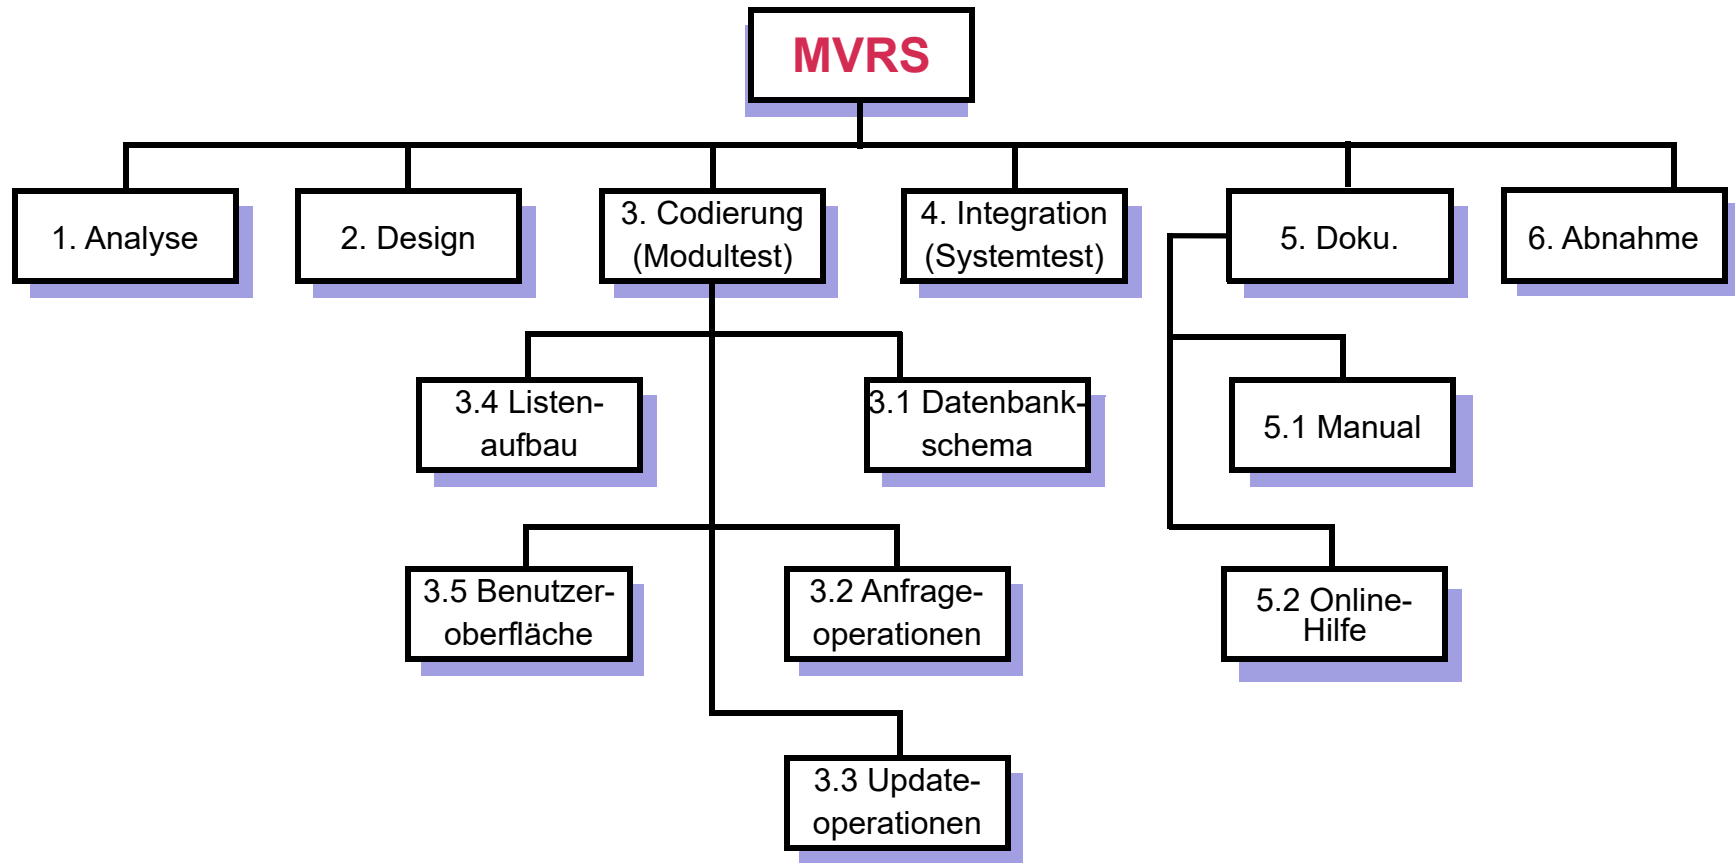 MVRS
1. Analyse
2. Design
3. Codierung
(Modultest)
4. Integration
(Systemtest)
5. Doku.
6. Abnahme
3.4 Listen-
aufbau
3.1 Datenbank-
schema
5.1 Manual
3.5 Benutzer-
oberfläche
3.2 Anfrage-
operationen
5.2 Online-
Hilfe
3.3 Update-
operationen